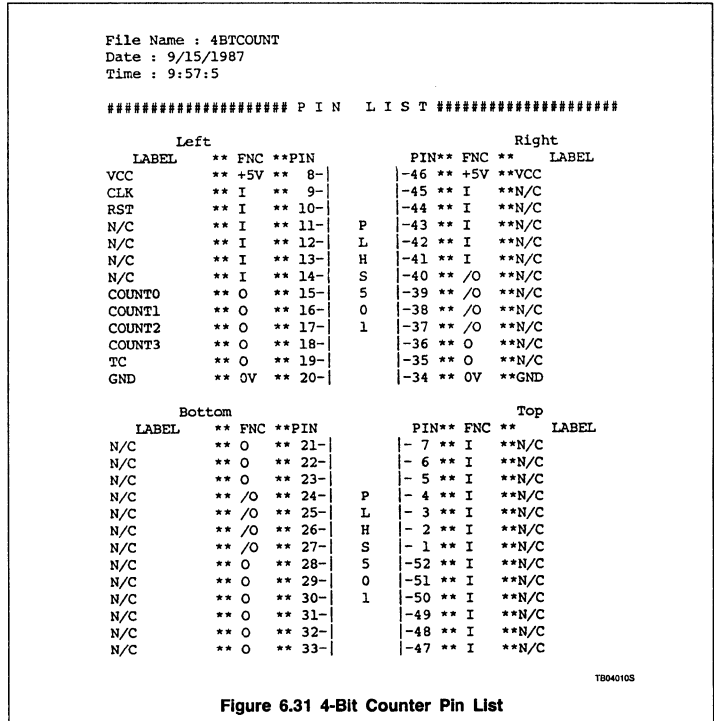 File Name : 4BTCOUNT
Date : 9/15/1987
Time : 9:57:5
##################### P I N   L I S T #####################
Left Right
LABEL ** FNC **PIN PIN** FNC ** LABEL
VCC ** +5V ** 8-| |-46 ** +5V **VCC
CLK ** I ** 9-| |-45 ** I **N/C
RST ** I ** 10-| |-44 ** I **N/C
N/C ** I ** 11-| P |-43 ** I **N/C
N/C ** I ** 12-| L |-42 ** I **N/C
N/C ** I ** 13-| H |-41 ** I **N/C
N/C ** I ** 14-| S |-40 ** /O **N/C
COUNT0 ** O ** 15-| 5 |-39 ** /O **N/C
COUNT1 ** O ** 16-| 0 |-38 ** /O **N/C
COUNT2 ** O ** 17-| 1 |-37 ** /O **N/C
COUNT3 ** O ** 18-| |-36 ** O **N/C
TC ** O ** 19-| |-35 ** O **N/C
GND ** 0V ** 20-| |-34 ** 0V **GND
Bottom Top
LABEL ** FNC **PIN PIN** FNC ** LABEL
N/C ** O ** 21-| |- 7 ** I **N/C
N/C ** O ** 22-| |- 6 ** I **N/C
N/C ** O ** 23-| |- 5 ** I **N/C
N/C ** /O ** 24-| P |- 4 ** I **N/C
N/C ** /O ** 25-| L |- 3 ** I **N/C
N/C ** /O ** 26-| H |- 2 ** I **N/C
N/C ** /O ** 27-| S |- 1 ** I **N/C
N/C ** O ** 28-| 5 |-52 ** I **N/C
N/C ** O ** 29-| 0 |-51 ** I **N/C
N/C ** O ** 30-| 1 |-50 ** I **N/C
N/C ** O ** 31-| |-49 ** I **N/C
N/C ** O ** 32-| |-48 ** I **N/C
N/C ** O ** 33-| |-47 ** I **N/C
TB04010S
Figure 6.31 4-Bit Counter Pin List